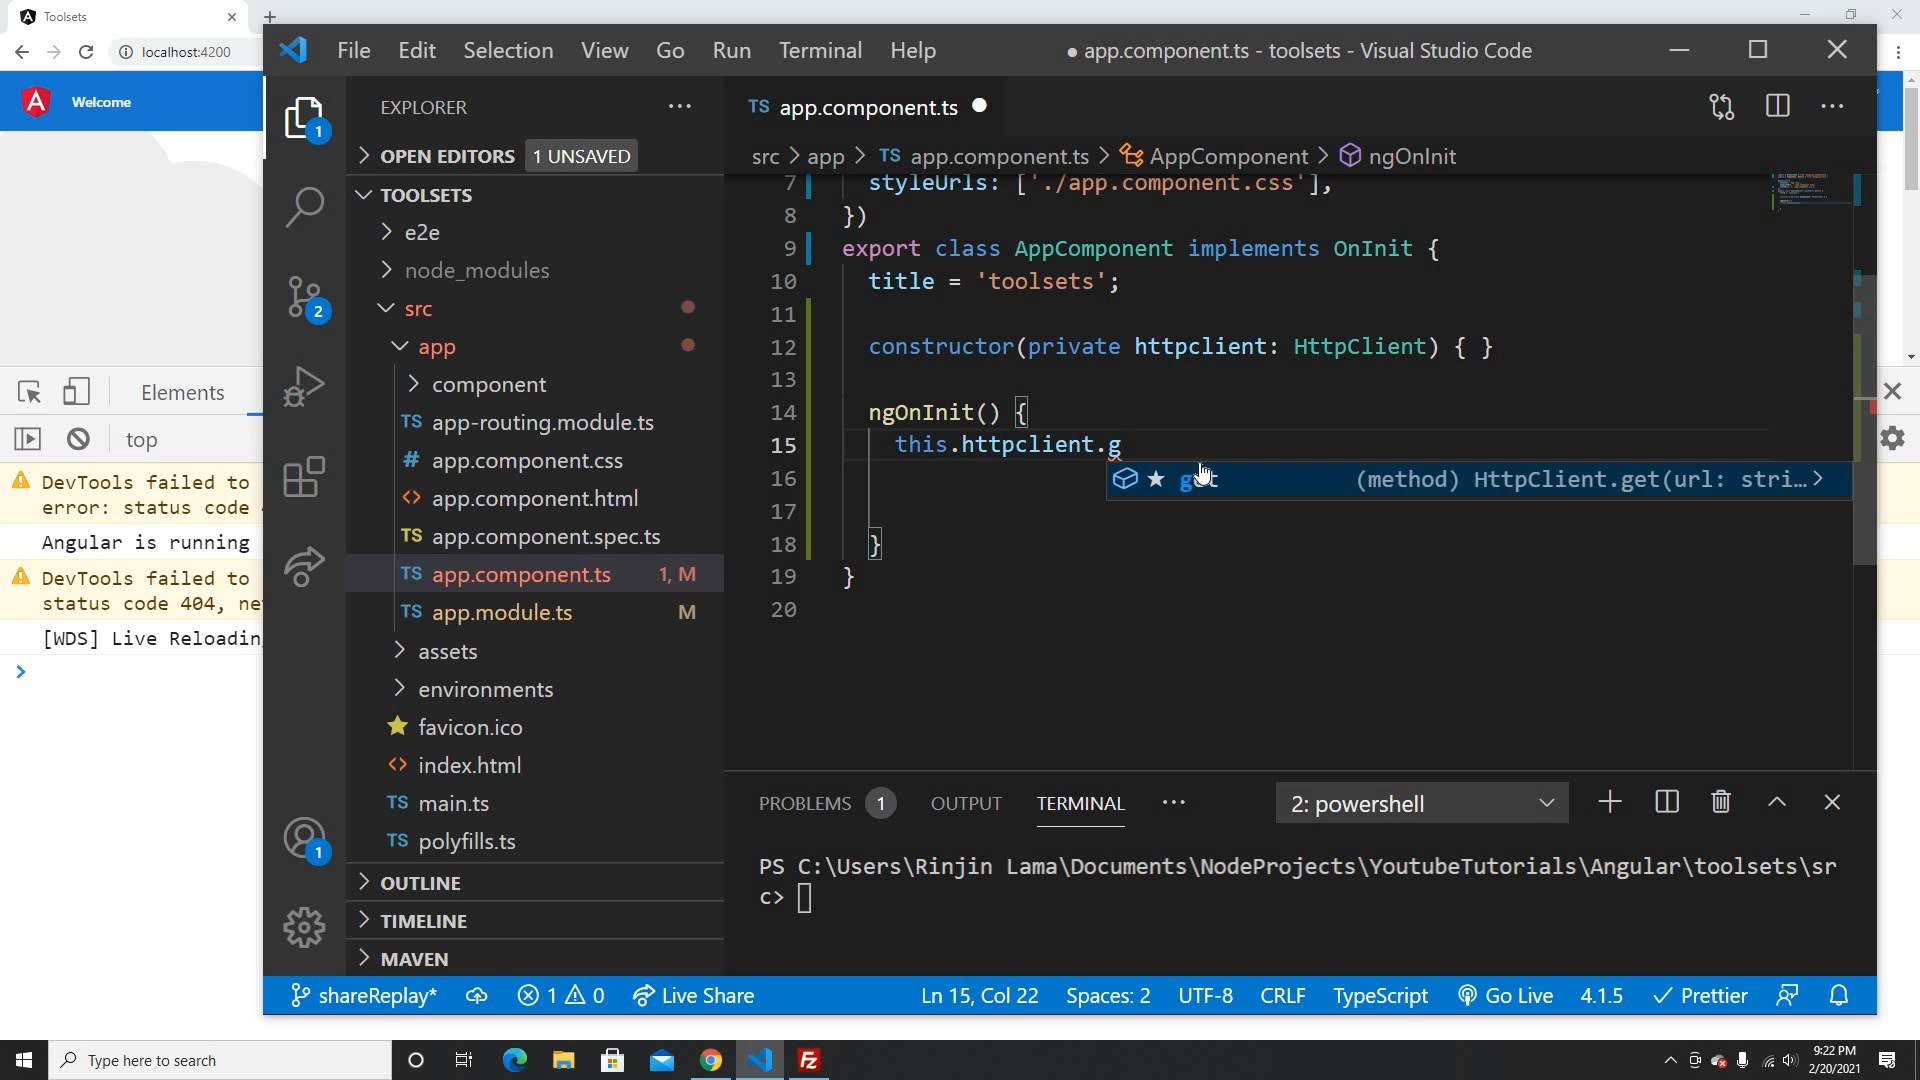 Toolsets
localhost:4200
Welcome
Elements
top
DevTools failed to
error: status code
Angular is running
DevTools failed to
status code 404,
[WDS] Live Reloading
File Edit Selection View Go Run Terminal Help
● app.component.ts - toolsets - Visual Studio Code
EXPLORER
OPEN EDITORS 1 UNSAVED
TOOLSETS
e2e
node_modules
src
app
component
TS app-routing.module.ts
# app.component.css
<> app.component.html
TS app.component.spec.ts
TS app.component.ts 1, M
TS app.module.ts M
assets
environments
favicon.ico
<> index.html
TS main.ts
TS polyfills.ts
OUTLINE
TIMELINE
MAVEN
1
2
1
TS app.component.ts
src > app > TS app.component.ts > AppComponent > ngOnInit
7 styleUrls: ['./app.component.css'],
8 })
9 export class AppComponent implements OnInit {
10 title = 'toolsets';
11
12 constructor(private httpclient: HttpClient) { }
13
14 ngOnInit() {
15 this.httpclient.g
16 get (method) HttpClient.get(url: stri…
17
18 }
19 }
20
PROBLEMS 1 OUTPUT TERMINAL 2: powershell
PS C:\Users\Rinjin Lama\Documents\NodeProjects\YoutubeTutorials\Angular\toolsets\sr
c>
shareReplay* 1 0 Live Share Ln 15, Col 22 Spaces: 2 UTF-8 CRLF TypeScript Go Live 4.1.5 Prettier
Type here to search
9:22 PM
2/20/2021